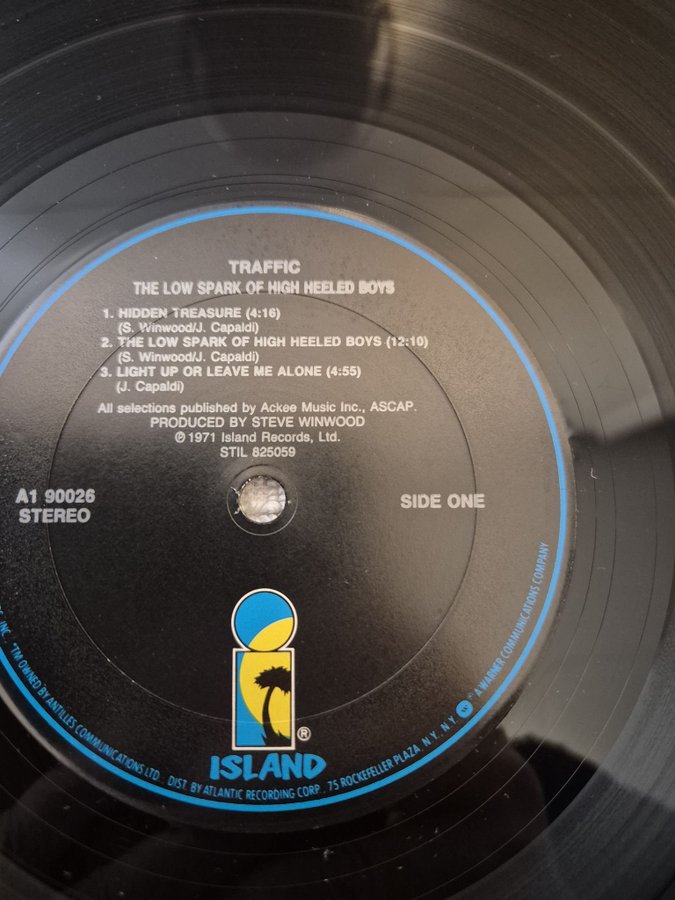 TRAFFIC
THE LOW SPARK OF HIGH HEELED BOYS
1. HIDDEN TREASURE (4:16)
(S. Winwood/J. Capaldi)
2. THE LOW SPARK OF HIGH HEELED BOYS (12:10)
(S. Winwood/J. Capaldi)
3. LIGHT UP OR LEAVE ME ALONE (4:55)
(J. Capaldi)
All selections published by Ackee Music Inc., ASCAP.
PRODUCED BY STEVE WINWOOD
℗ 1971 Island Records, Ltd.
STIL 825059
A1 90026
STEREO
SIDE ONE
®
ISLAND
INC. *TM OWNED BY ANTILLES COMMUNICATIONS LTD. DIST. BY ATLANTIC RECORDING CORP. 75 ROCKEFELLER PLAZA N.Y. N.Y. A WARNER COMMUNICATIONS COMPANY